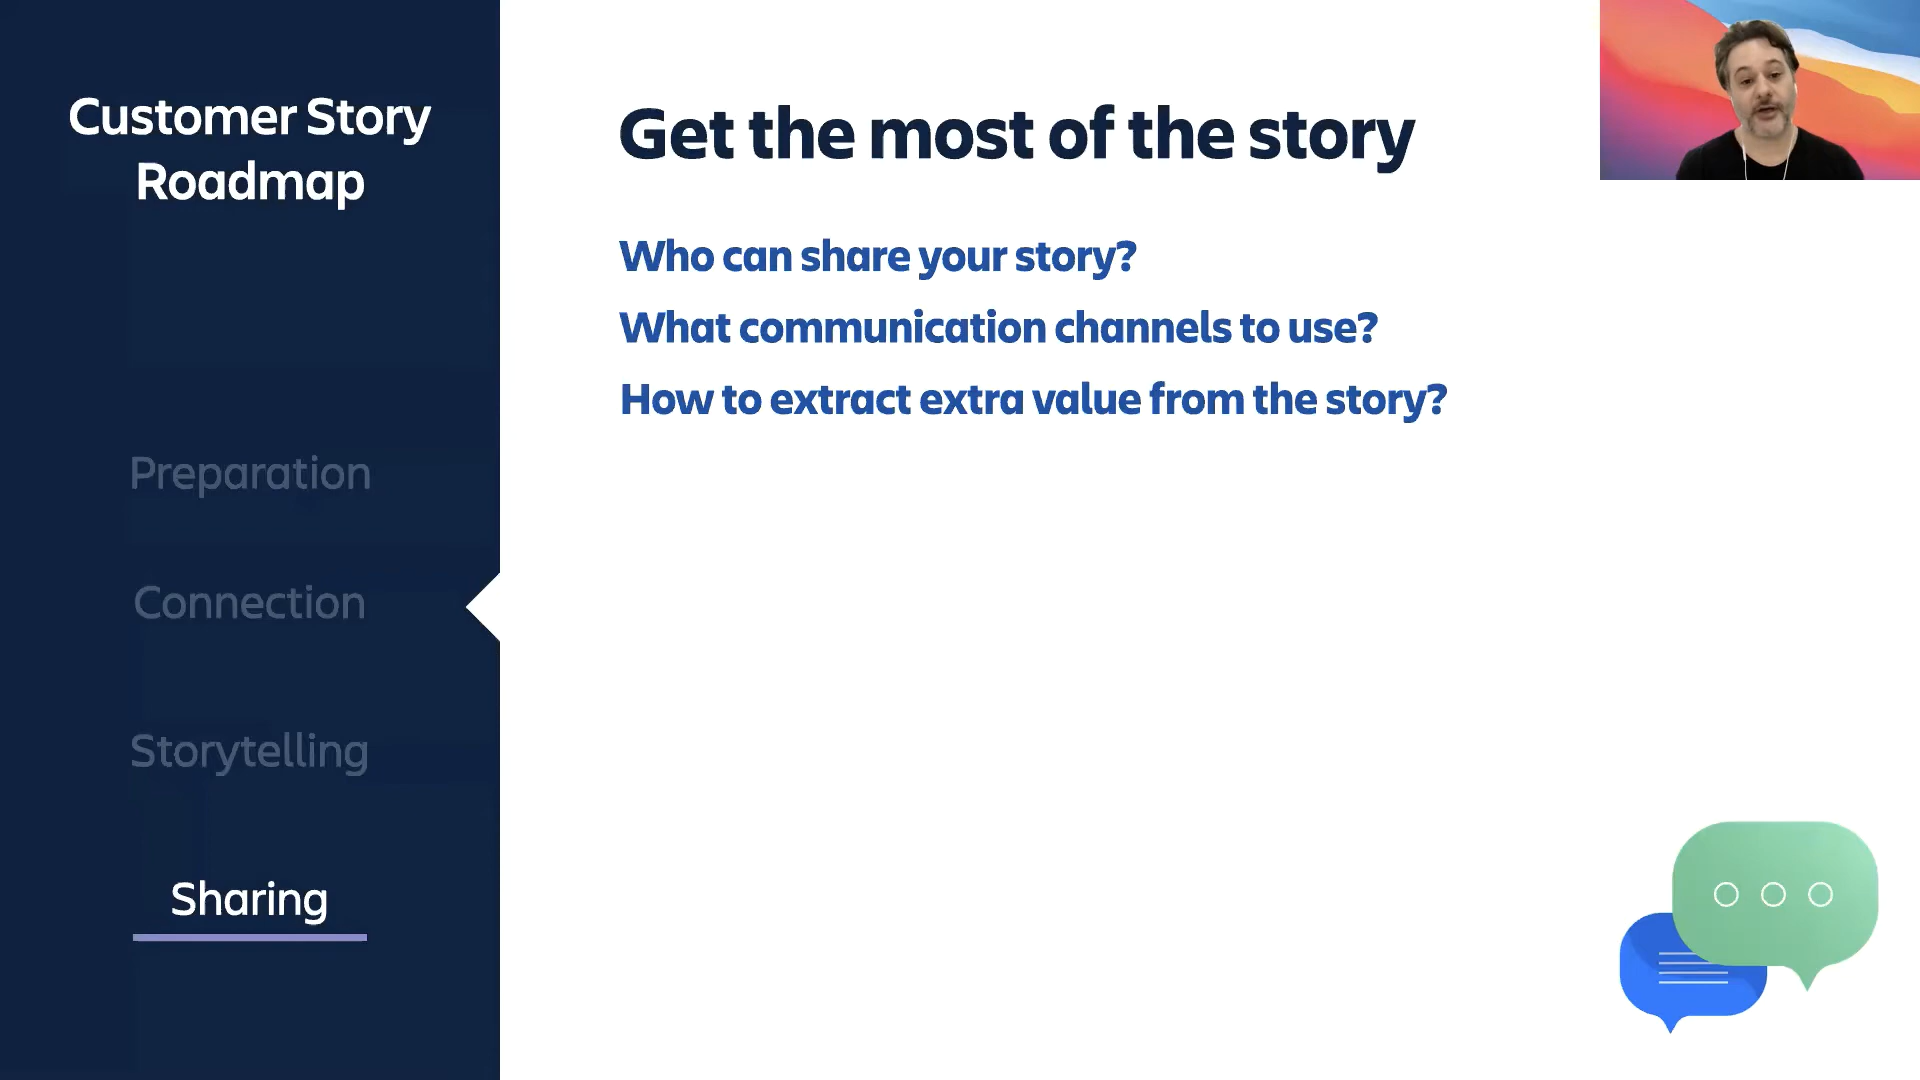 Customer Story
Roadmap
Preparation
Connection
Storytelling
Sharing
Get the most of the story
Who can share your story?
What communication channels to use?
How to extract extra value from the story?